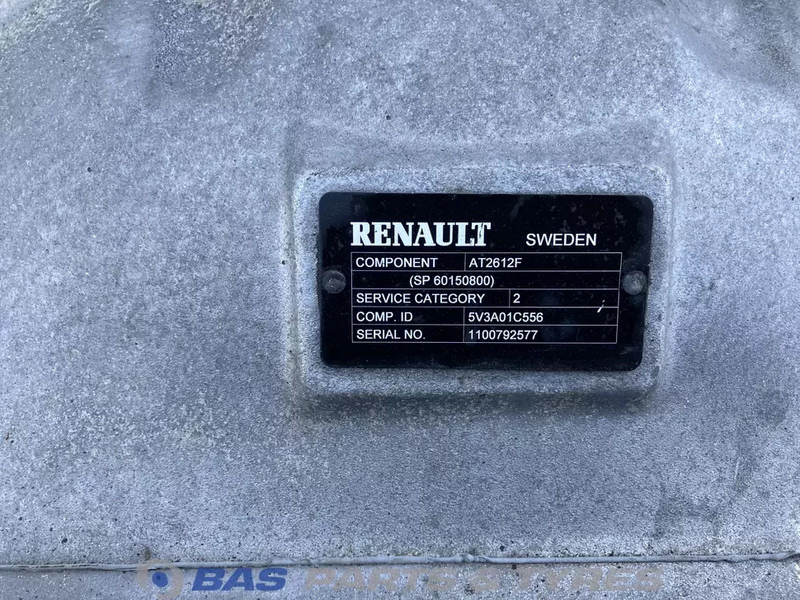 RENAULT SWEDEN
COMPONENT AT2612F
(SP 60150800)
SERVICE CATEGORY 2
COMP. ID 5V3A01C556
SERIAL NO. 1100792577
BAS PARTS & TYRES